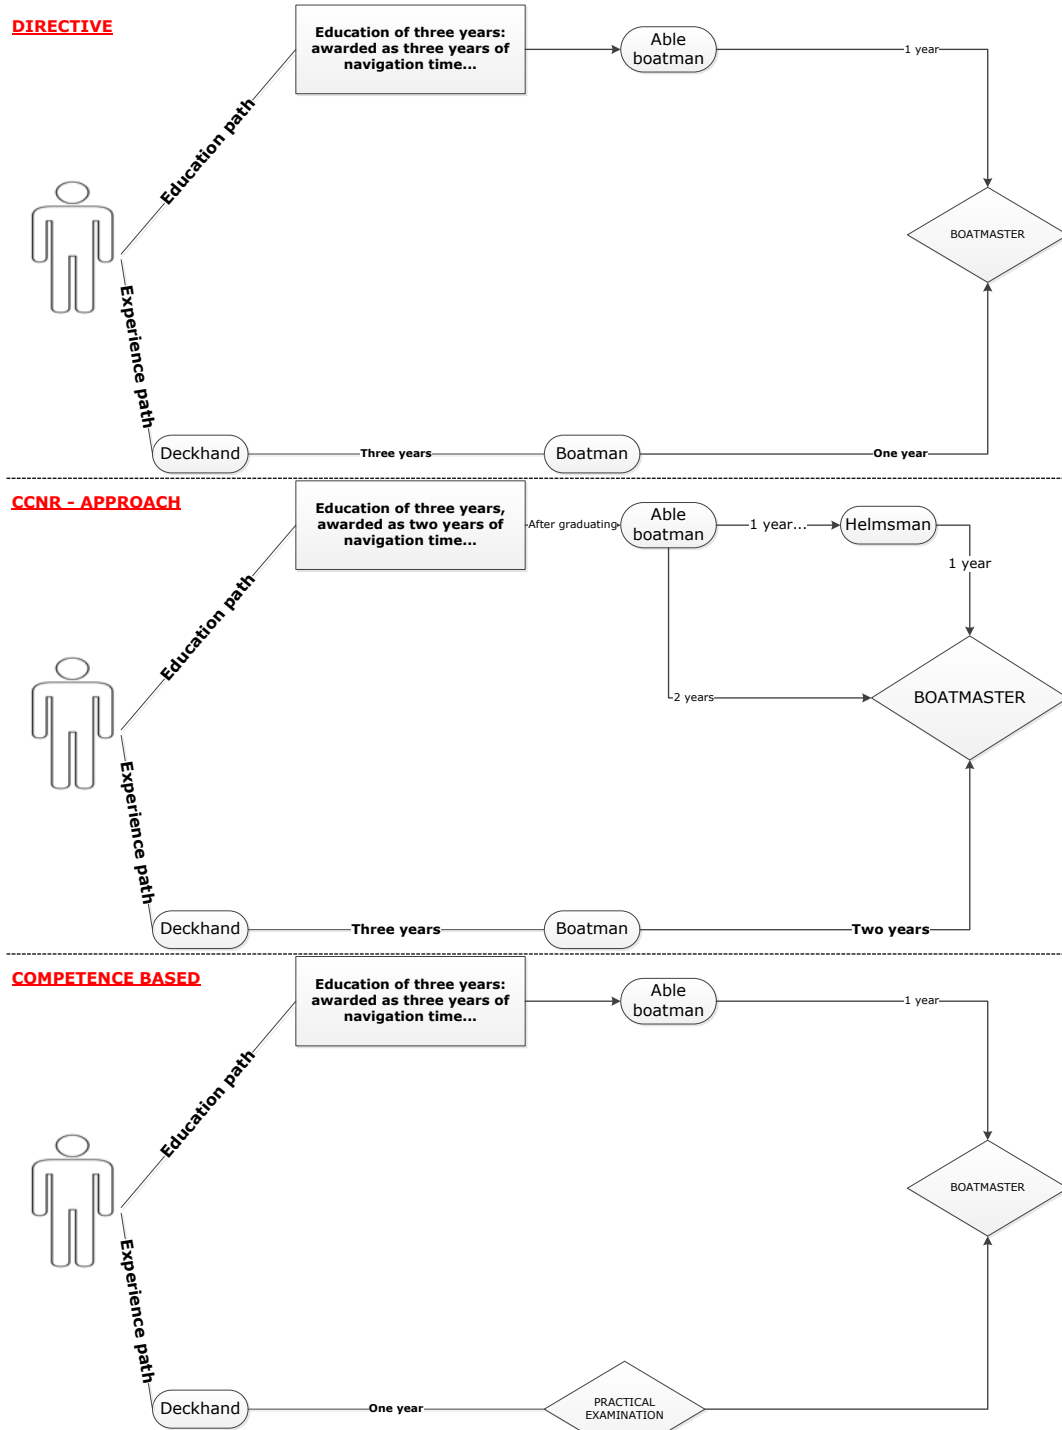 DIRECTIVE
Education of three years:
awarded as three years of
navigation time...
Able
boatman
1 year
Education path
BOATMASTER
Experience path
Deckhand
Three years
Boatman
One year
CCNR - APPROACH
Education of three years,
awarded as two years of
navigation time...
After graduating
Able
boatman
1 year...
Helmsman
1 year
Education path
2 years
BOATMASTER
Experience path
Deckhand
Three years
Boatman
Two years
COMPETENCE BASED
Education of three years:
awarded as three years of
navigation time...
Able
boatman
1 year
Education path
BOATMASTER
Experience path
Deckhand
One year
PRACTICAL
EXAMINATION